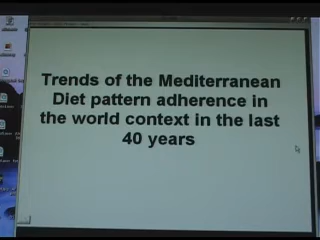 Trends of the Mediterranean
Diet pattern adherence in
the world context in the last
40 years